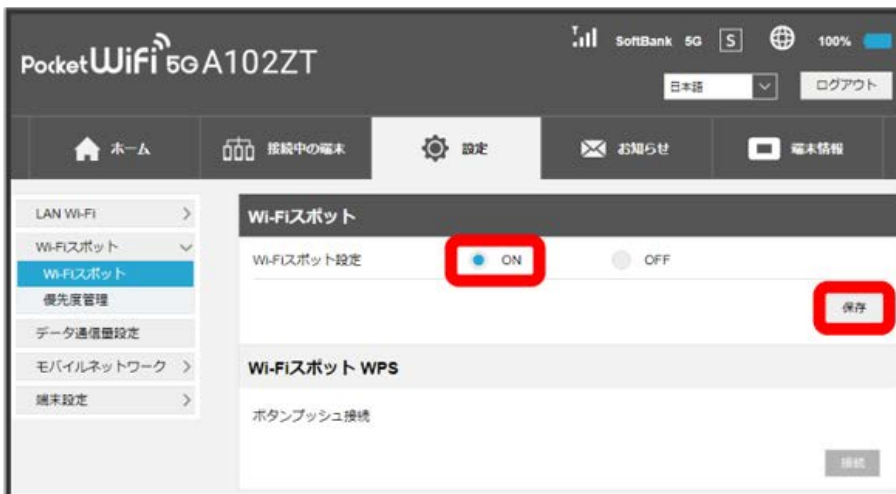 Pocket WiFi 5G A102ZT
SoftBank 5G S 100%
日本語 ログアウト
ホーム 接続中の端末 設定 お知らせ 端末情報
LAN Wi-Fi
Wi-Fiスポット
Wi-Fiスポット
優先度管理
データ通信量設定
モバイルネットワーク
端末設定
Wi-Fiスポット
Wi-Fiスポット設定 ON OFF
保存
Wi-Fiスポット WPS
ボタンプッシュ接続
接続